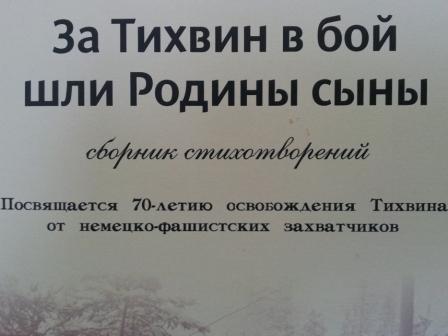 За Тихвин в бой
шли Родины сыны
сборник стихотворений
Посвящается 70-летию освобождения Тихвина
от немецко-фашистских захватчиков